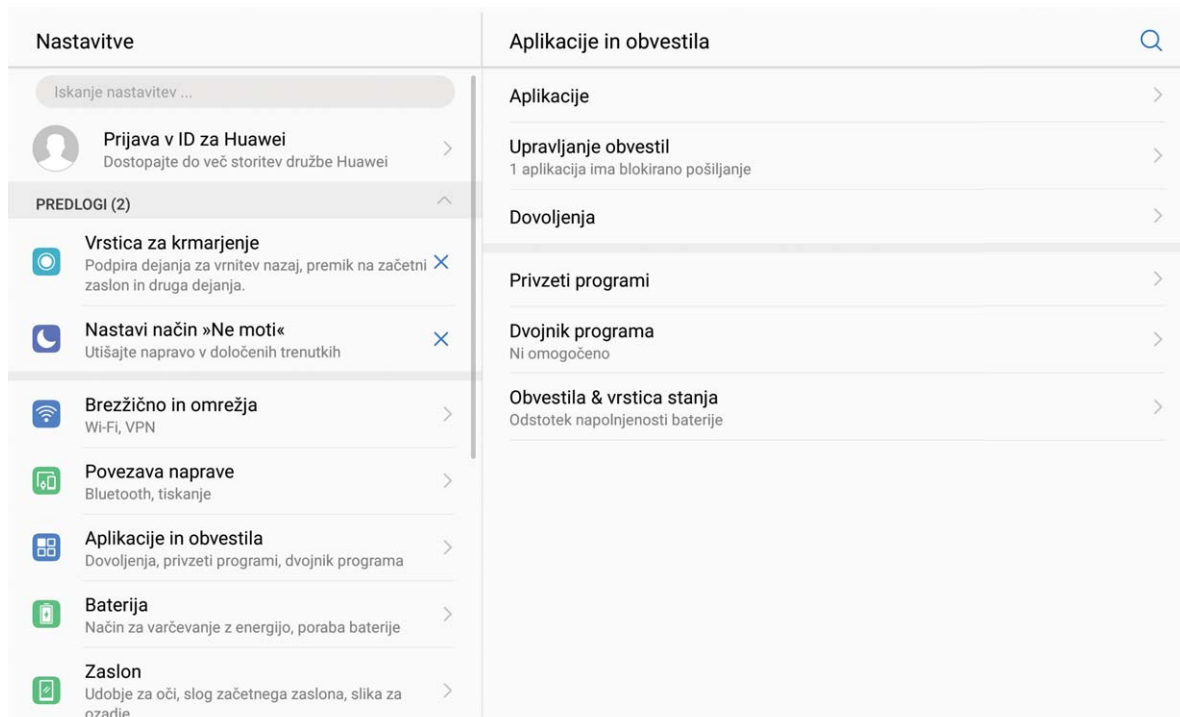 Nastavitve
Iskanje nastavitev ...
Prijava v ID za Huawei
Dostopajte do več storitev družbe Huawei
PREDLOGI (2)
Vrstica za krmarjenje
Podpira dejanja za vrnitev nazaj, premik na začetni
zaslon in druga dejanja.
Nastavi način »Ne moti«
Utišajte napravo v določenih trenutkih
Brezžično in omrežja
Wi-Fi, VPN
Povezava naprave
Bluetooth, tiskanje
Aplikacije in obvestila
Dovoljenja, privzeti programi, dvojnik programa
Baterija
Način za varčevanje z energijo, poraba baterije
Zaslon
Udobje za oči, slog začetnega zaslona, slika za
ozadje
Aplikacije in obvestila
Aplikacije
Upravljanje obvestil
1 aplikacija ima blokirano pošiljanje
Dovoljenja
Privzeti programi
Dvojnik programa
Ni omogočeno
Obvestila & vrstica stanja
Odstotek napolnjenosti baterije